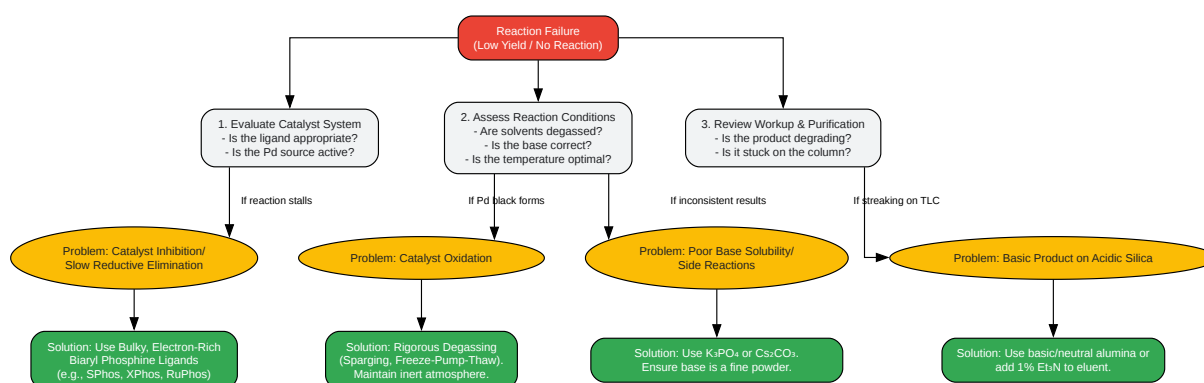 Reaction Failure
(Low Yield / No Reaction)
1. Evaluate Catalyst System
- Is the ligand appropriate?
- Is the Pd source active?
2. Assess Reaction Conditions
- Are solvents degassed?
- Is the base correct?
- Is the temperature optimal?
3. Review Workup & Purification
- Is the product degrading?
- Is it stuck on the column?
If reaction stalls
If Pd black forms
If inconsistent results
If streaking on TLC
Problem: Catalyst Inhibition/
Slow Reductive Elimination
Problem: Catalyst Oxidation
Problem: Poor Base Solubility/
Side Reactions
Problem: Basic Product on Acidic Silica
Solution: Use Bulky, Electron-Rich
Biaryl Phosphine Ligands
(e.g., SPhos, XPhos, RuPhos)
Solution: Rigorous Degassing
(Sparging, Freeze-Pump-Thaw).
Maintain inert atmosphere.
Solution: Use K₃PO₄ or Cs₂CO₃.
Ensure base is a fine powder.
Solution: Use basic/neutral alumina or
add 1% Et₃N to eluent.